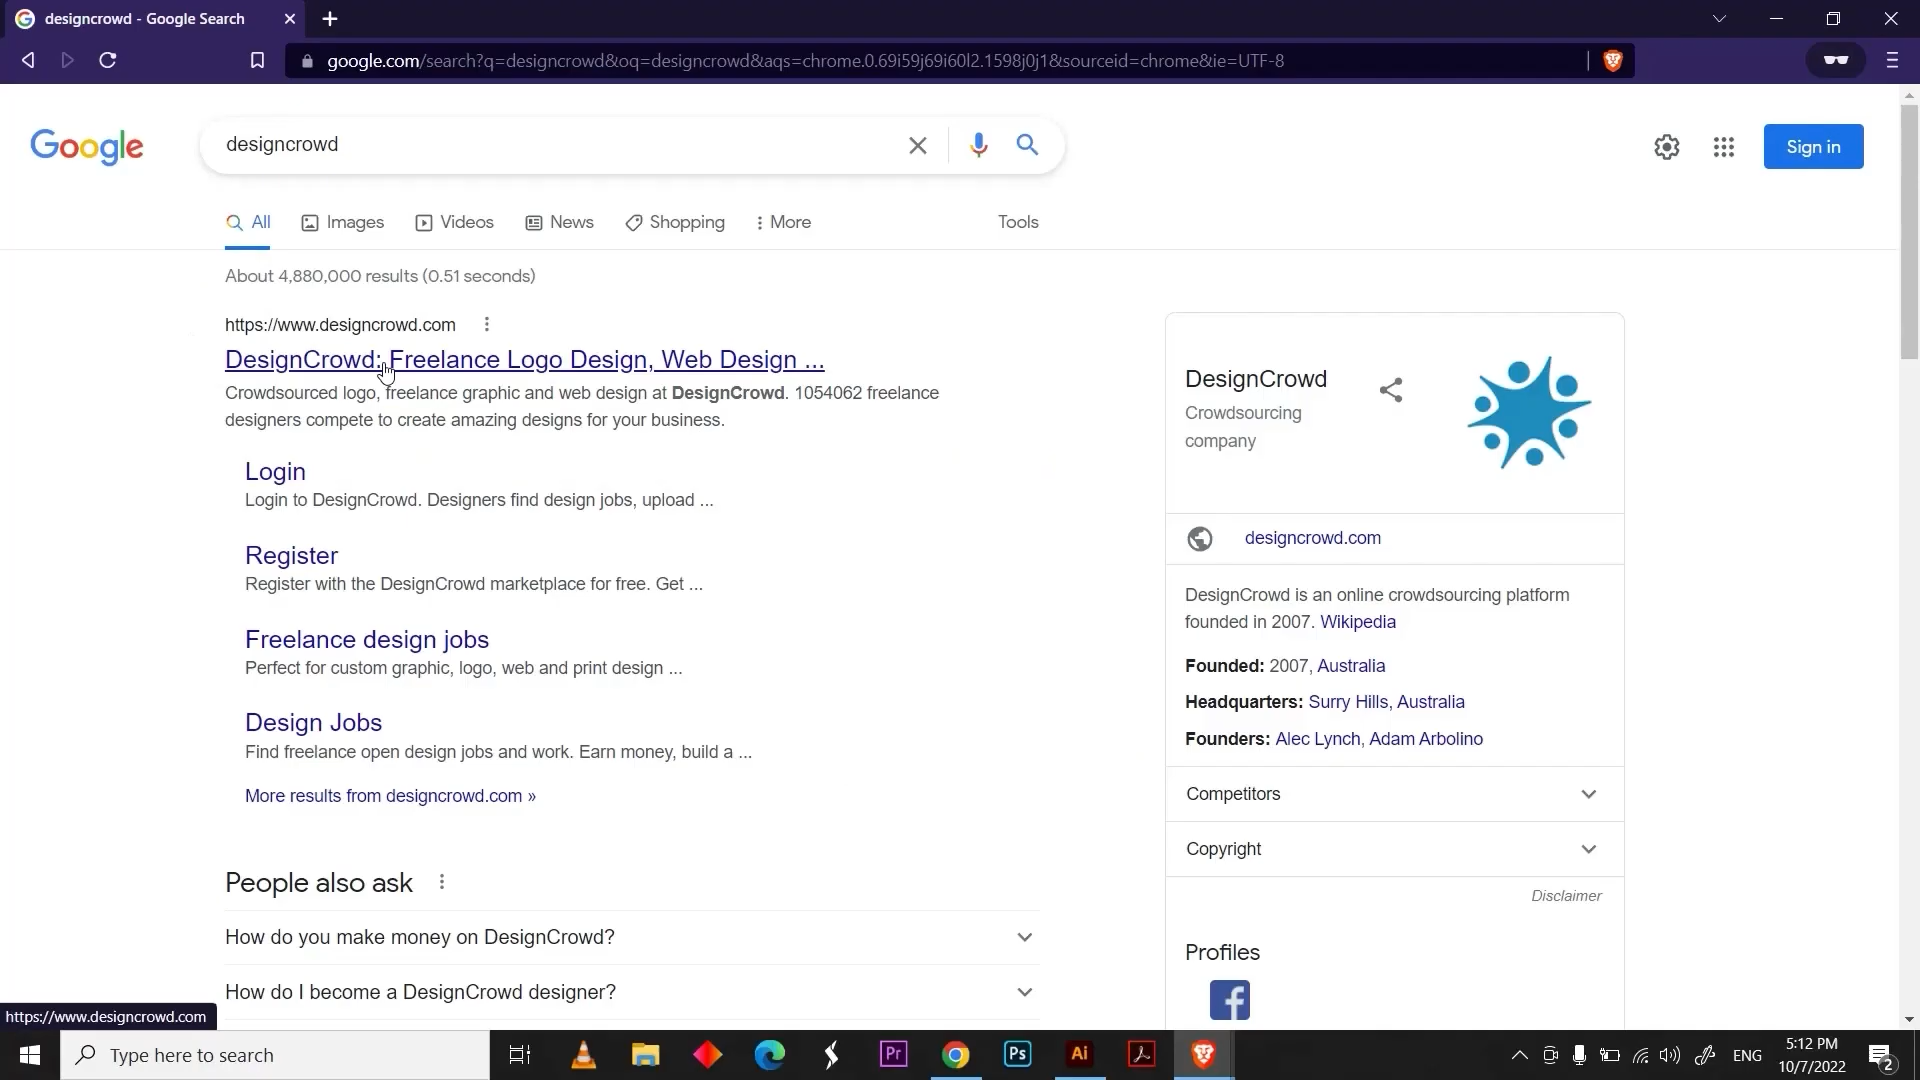 designcrowd - Google Search
google.com/search?q=designcrowd&oq=designcrowd&aqs=chrome.0.69i59j69i60l2.1598j0j1&sourceid=chrome&ie=UTF-8
Google
designcrowd
Sign in
All
Images
Videos
News
Shopping
More
Tools
About 4,880,000 results (0.51 seconds)
https://www.designcrowd.com
DesignCrowd: Freelance Logo Design, Web Design ...
Crowdsourced logo, freelance graphic and web design at DesignCrowd. 1054062 freelance
designers compete to create amazing designs for your business.
Login
Login to DesignCrowd. Designers find design jobs, upload ...
Register
Register with the DesignCrowd marketplace for free. Get ...
Freelance design jobs
Perfect for custom graphic, logo, web and print design ...
Design Jobs
Find freelance open design jobs and work. Earn money, build a ...
More results from designcrowd.com »
People also ask
How do you make money on DesignCrowd?
How do I become a DesignCrowd designer?
DesignCrowd
Crowdsourcing
company
designcrowd.com
DesignCrowd is an online crowdsourcing platform
founded in 2007. Wikipedia
Founded: 2007, Australia
Headquarters: Surry Hills, Australia
Founders: Alec Lynch, Adam Arbolino
Competitors
Copyright
Disclaimer
Profiles
https://www.designcrowd.com
Type here to search
Pr
Ps
Ai
ENG
5:12 PM
10/7/2022
2